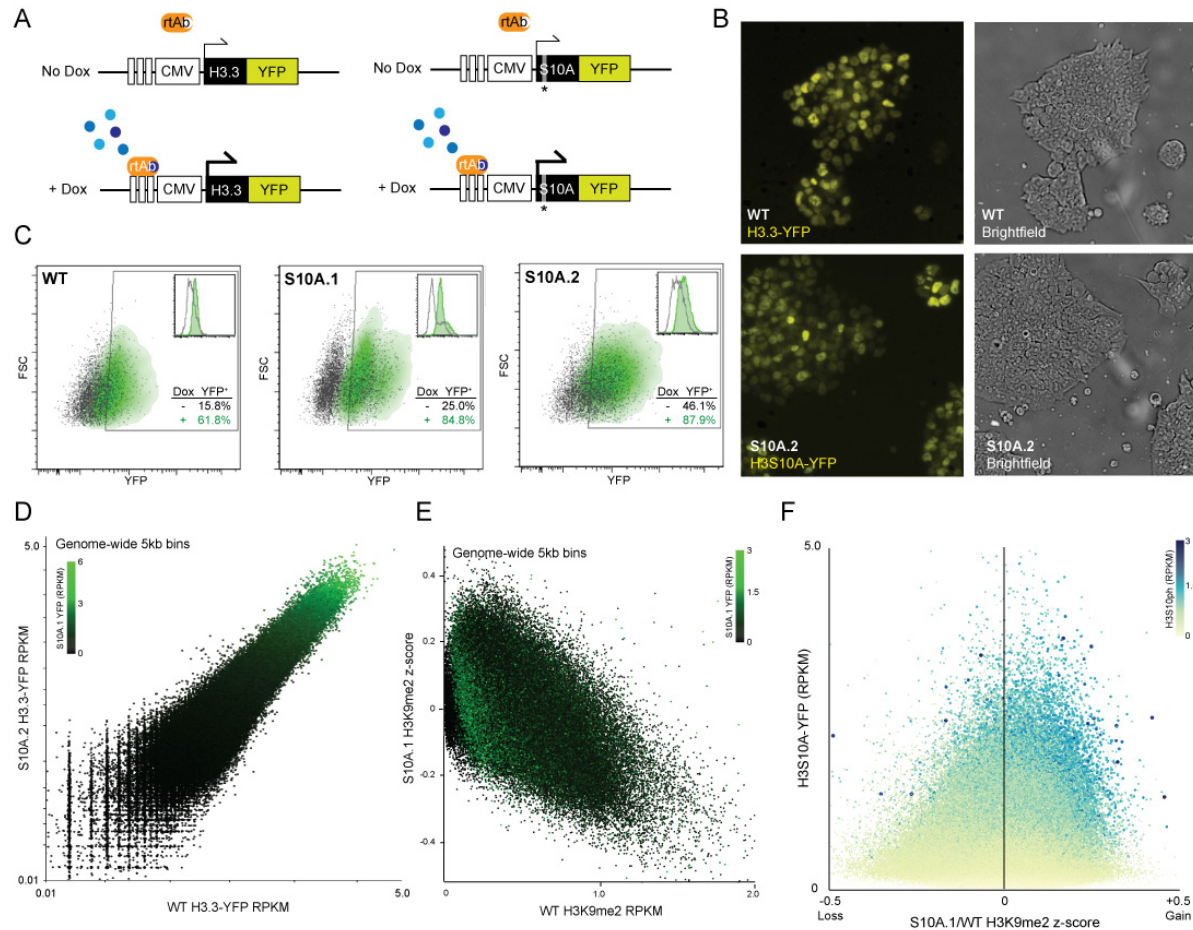 A
rtAb
No Dox
CMV
H3.3
YFP
rtAb
+ Dox
CMV
H3.3
YFP
rtAb
No Dox
CMV
S10A
YFP
*
rtAb
+ Dox
CMV
S10A
YFP
*
B
WT
H3.3-YFP
WT
Brightfield
S10A.2
H3S10A-YFP
S10A.2
Brightfield
C
WT
FSC
Dox YFP+
- 15.8%
+ 61.8%
YFP
S10A.1
FSC
Dox YFP+
- 25.0%
+ 84.8%
YFP
S10A.2
FSC
Dox YFP+
- 46.1%
+ 87.9%
YFP
D
Genome-wide 5kb bins
5.0
S10A.2 H3.3-YFP RPKM
S10A.1 YFP (RPKM)
6
3
0
0.01
0.01
5.0
WT H3.3-YFP RPKM
E
Genome-wide 5kb bins
S10A.1 H3K9me2 z-score
0.4
0.2
0
-0.2
-0.4
S10A.1 YFP (RPKM)
3
1.5
0
0
1.0
2.0
WT H3K9me2 RPKM
F
5.0
H3S10A-YFP (RPKM)
0
H3S10ph (RPKM)
3
0
-0.5
0
+0.5
Loss
Gain
S10A.1/WT H3K9me2 z-score